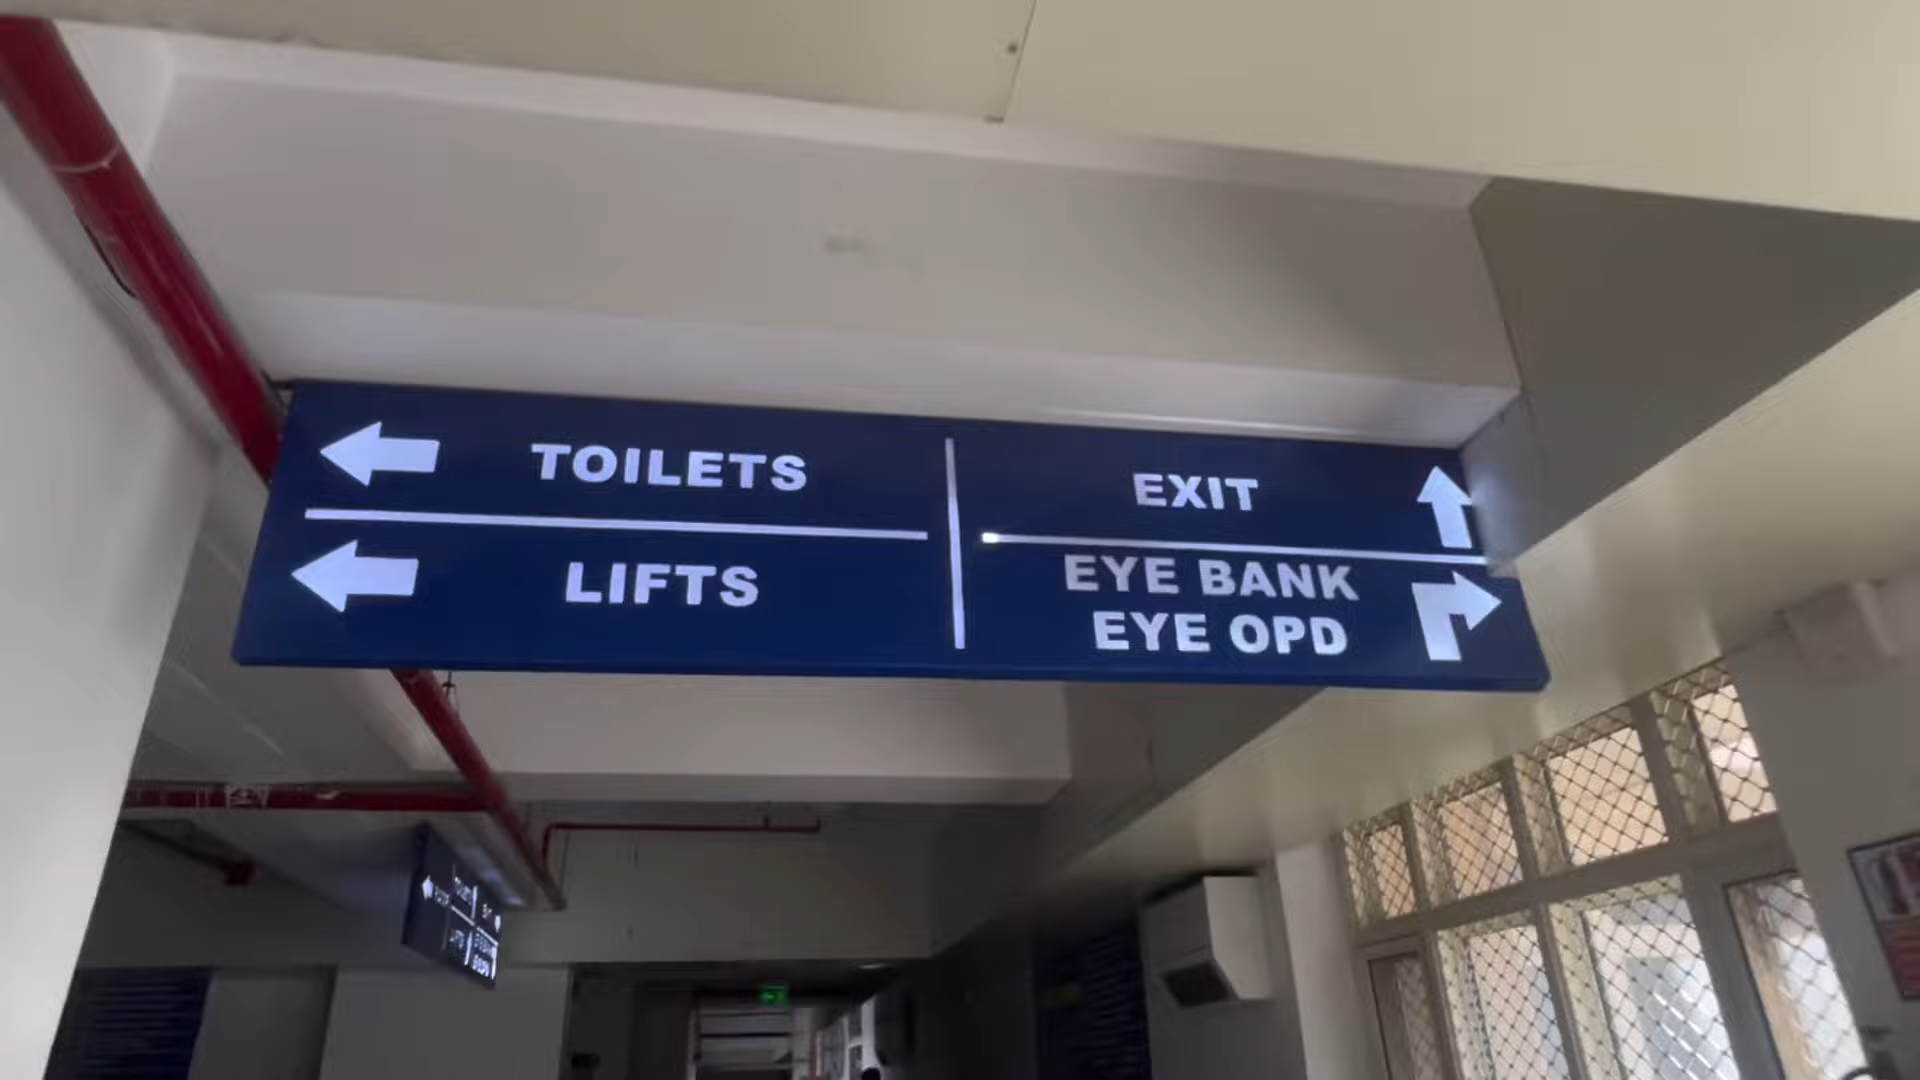 TOILETS
LIFTS
EXIT
EYE BANK
EYE OPD